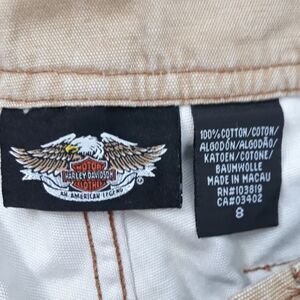 MOTOR
HARLEY-DAVIDSON
CLOTHES
AN AMERICAN LEGEND
®
100% COTTON/COTON/
ALGODÓN/ALGODÃO/
KATOEN/COTONE/
BAUMWOLLE
MADE IN MACAU
RN#103819
CA#03402
8